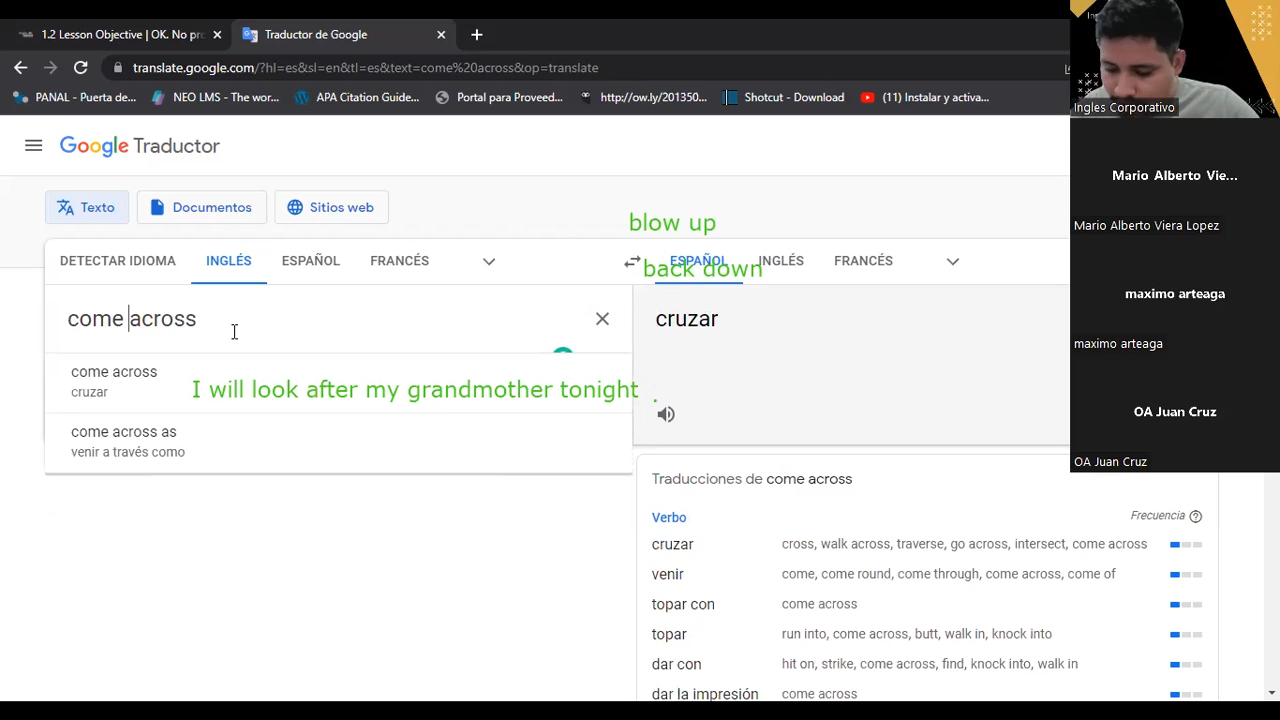 1.2 Lesson Objective | OK. No pro
Traductor de Google
translate.google.com/?hl=es&sl=en&tl=es&text=come%20across&op=translate
PANAL - Puerta de...
NEO LMS - The wor...
APA Citation guide...
Portal para Proveed...
http://ow.ly/201350...
Shotcut - Download
(11) Instalar y activa...
Ingles Corporativo
Google Traductor
Texto
Documentos
Sitios web
blow up
DETECTAR IDIOMA
INGLÉS
ESPAÑOL
FRANCÉS
ESPAÑOL
INGLÉS
FRANCÉS
back down
come across
cruzar
come across
cruzar
I will look after my grandmother tonight .
come across as
venir a través como
Traducciones de come across
Verbo
Frecuencia
cruzar
cross, walk across, traverse, go across, intersect, come across
venir
come, come round, come through, come across, come of
topar con
come across
topar
run into, come across, butt, walk in, knock into
dar con
hit on, strike, come across, find, knock into, walk in
dar la impresión
come across
Mario Alberto Vie...
Mario Alberto Viera Lopez
maximo arteaga
maximo arteaga
OA Juan Cruz
OA Juan Cruz